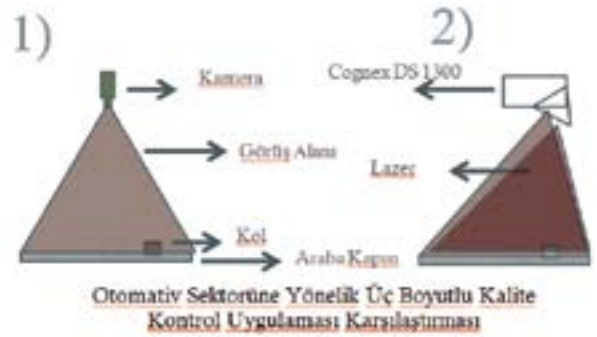 1)
2)
Kamera
Cognex DS 1300
Görüş Alanı
Lazer
Kol
Araba Kapısı
Otomativ Sektorüne Yönelik Üç Boyutlu Kalite
Kontrol Uygulaması Karşılaştırması